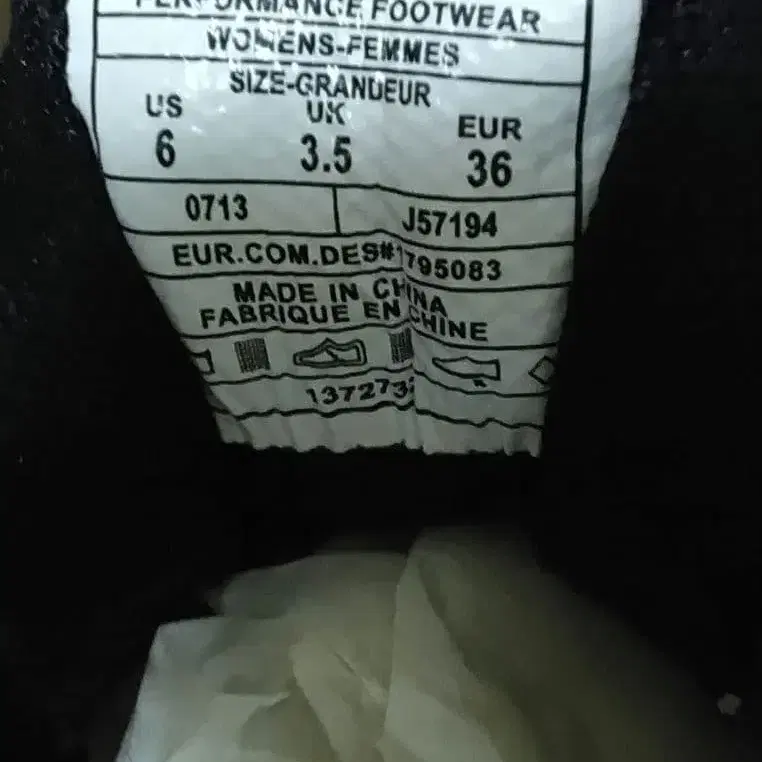 PERFORMANCE FOOTWEAR
WOMENS-FEMMES
SIZE-GRANDEUR
US UK EUR
6 3.5 36
0713 J57194
EUR.COM.DES#1795083
MADE IN CHINA
FABRIQUE EN CHINE